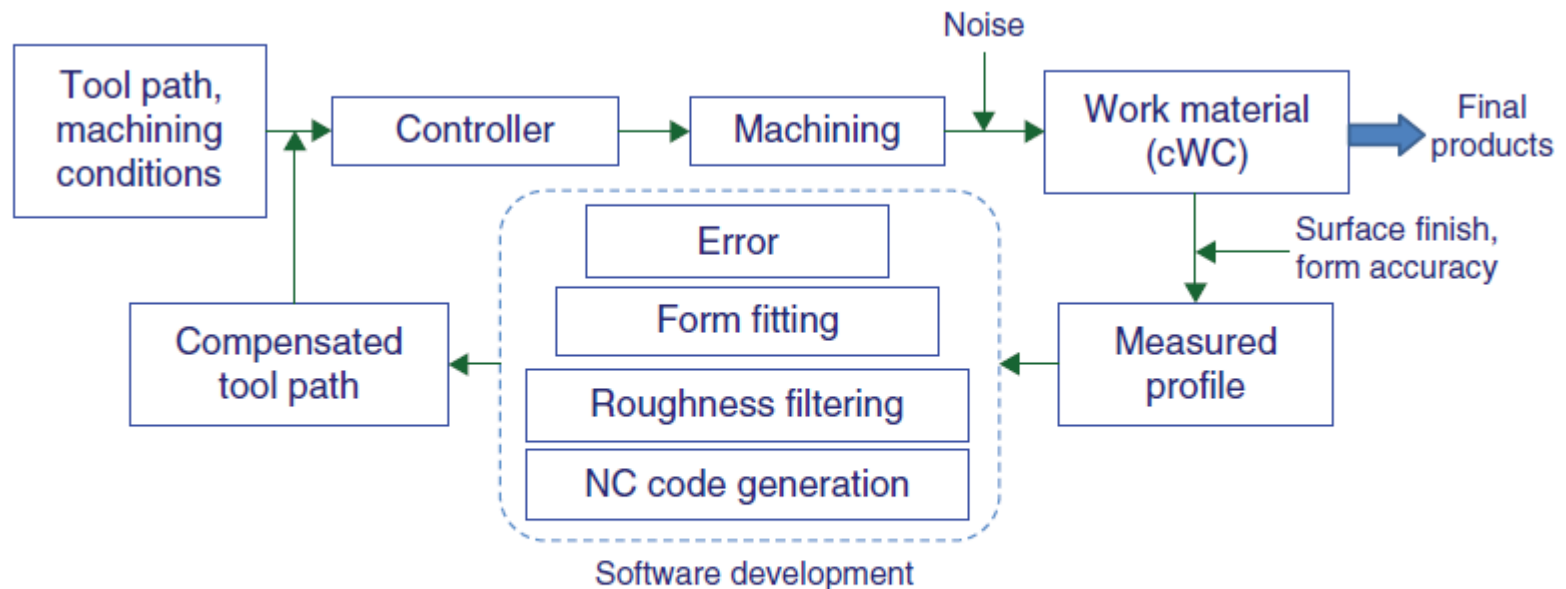 Noise
Tool path,
machining
conditions
Controller
Machining
Work material
(cWC)
Final
products
Surface finish,
form accuracy
Error
Form fitting
Roughness filtering
NC code generation
Compensated
tool path
Measured
profile
Software development